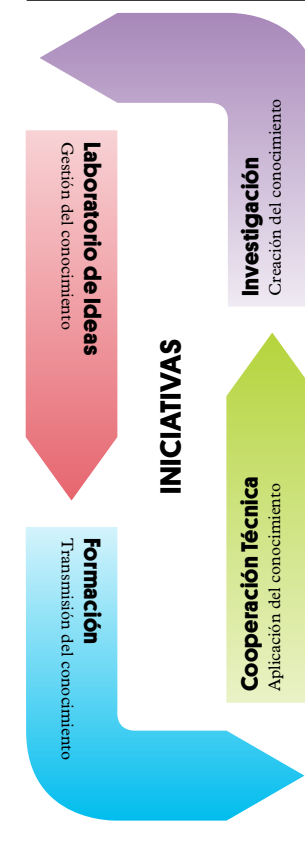 Investigación
Creación del conocimiento
Laboratorio de Ideas
Gestión del conocimiento
INICIATIVAS
Formación
Transmisión del conocimiento
Cooperación Técnica
Aplicación del conocimiento